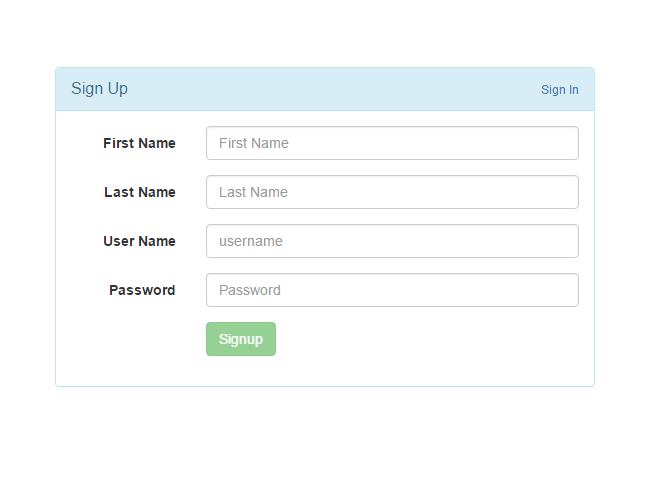 Sign Up Sign In
First Name First Name
Last Name Last Name
User Name username
Password Password
Signup